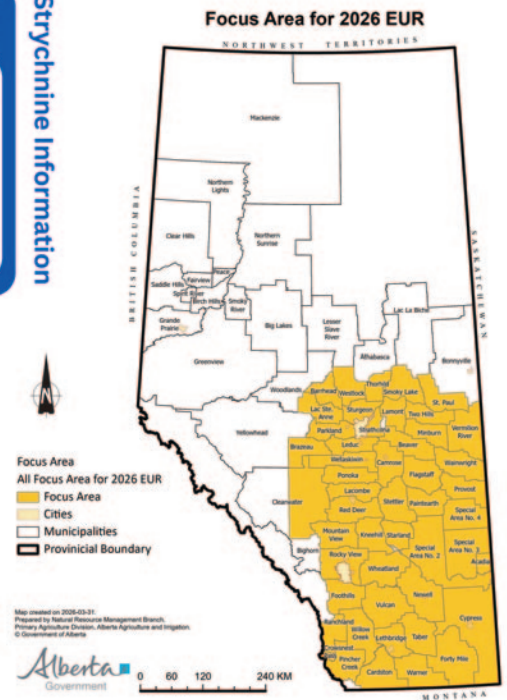 Strychnine Information
Focus Area for 2026 EUR
NORTHWEST TERRITORIES
BRITISH COLUMBIA
SASKATCHEWAN
MONTANA
Mackenzie
Northern
Lights
Clear Hills
Northern
Sunrise
Peace
Fairview
Saddle Hills
Spirit River
Birch Hills
Smoky
River
Grande
Prairie
Big Lakes
Lesser
Slave
River
Lac La Biche
Greenview
Athabasca
Bonnyville
Woodlands
Barrhead
Westlock
Thorhild
Smoky Lake
St. Paul
Lac Ste.
Anne
Sturgeon
Lamont
Two Hills
Yellowhead
Parkland
Strathcona
Minburn
Vermilion
River
Brazeau
Leduc
Beaver
Wetaskiwin
Camrose
Wainwright
Ponoka
Flagstaff
Clearwater
Lacombe
Stettler
Paintearth
Provost
Red Deer
Special
Area No. 4
Mountain
View
Kneehill
Starland
Special
Area No. 2
Special
Area No. 3
Bighorn
Rocky View
Acadia
Wheatland
Foothills
Newell
Vulcan
Cypress
Ranchland
Willow
Creek
Lethbridge
Taber
Crowsnest
Pass
Pincher
Creek
Forty Mile
Cardston
Warner
N
Focus Area
All Focus Area for 2026 EUR
Focus Area
Cities
Municipalities
Provinicial Boundary
Map created on 2026-03-31.
Prepared by Natural Resource Management Branch,
Primary Agriculture Division, Alberta Agriculture and Irrigation.
© Government of Alberta
Alberta
Government
0 60 120 240 KM